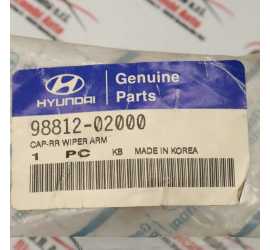 HYUNDAI
Genuine
Parts
98812-02000
CAP-RR WIPER ARM
1 PC KB MADE IN KOREA